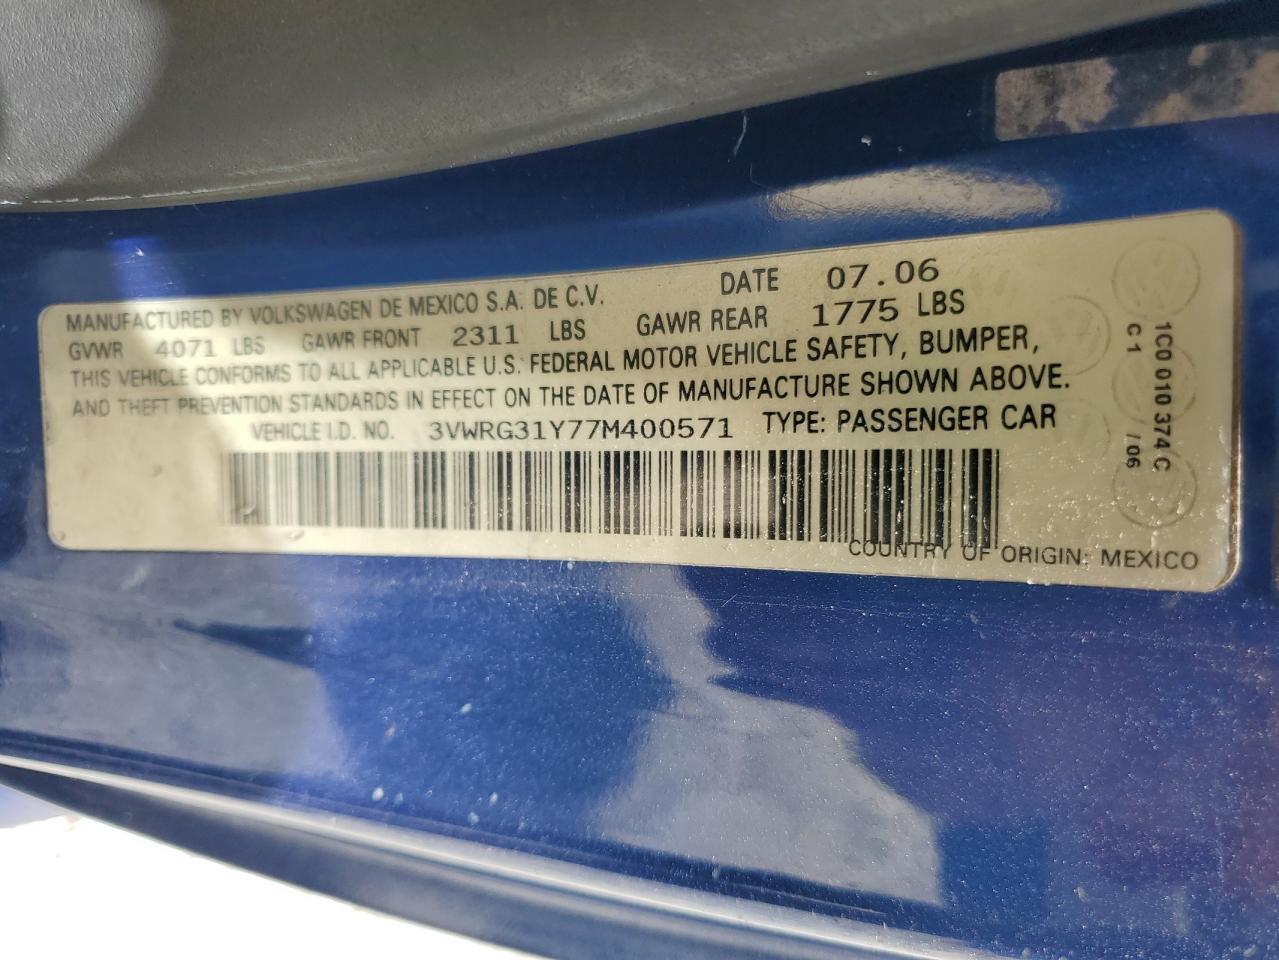 MANUFACTURED BY VOLKSWAGEN DE MEXICO S.A. DE C.V. DATE 07.06
GVWR 4071 LBS GAWR FRONT 2311 LBS GAWR REAR 1775 LBS
THIS VEHICLE CONFORMS TO ALL APPLICABLE U.S. FEDERAL MOTOR VEHICLE SAFETY, BUMPER,
AND THEFT PREVENTION STANDARDS IN EFFECT ON THE DATE OF MANUFACTURE SHOWN ABOVE.
VEHICLE I.D. NO. 3VWRG31Y77M400571 TYPE: PASSENGER CAR
COUNTRY OF ORIGIN: MEXICO
1C0 010 374 C
C 1 /06